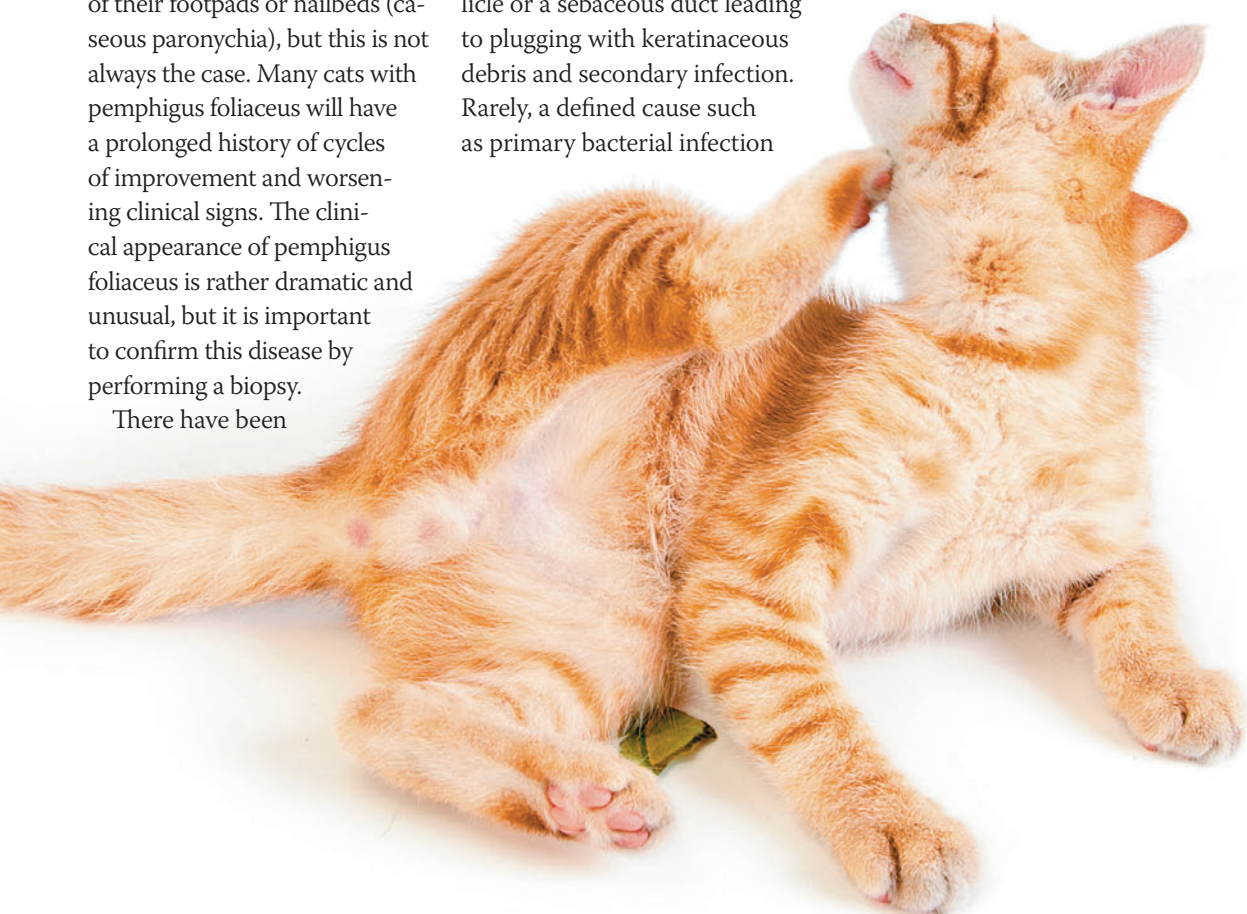 of their footpads or nailbeds (ca-
seous paronychia), but this is not
always the case. Many cats with
pemphigus foliaceus will have
a prolonged history of cycles
of improvement and worsen-
ing clinical signs. The clini-
cal appearance of pemphigus
foliaceus is rather dramatic and
unusual, but it is important
to confirm this disease by
performing a biopsy.
There have been
licle or a sebaceous duct leading
to plugging with keratinaceous
debris and secondary infection.
Rarely, a defined cause such
as primary bacterial infection